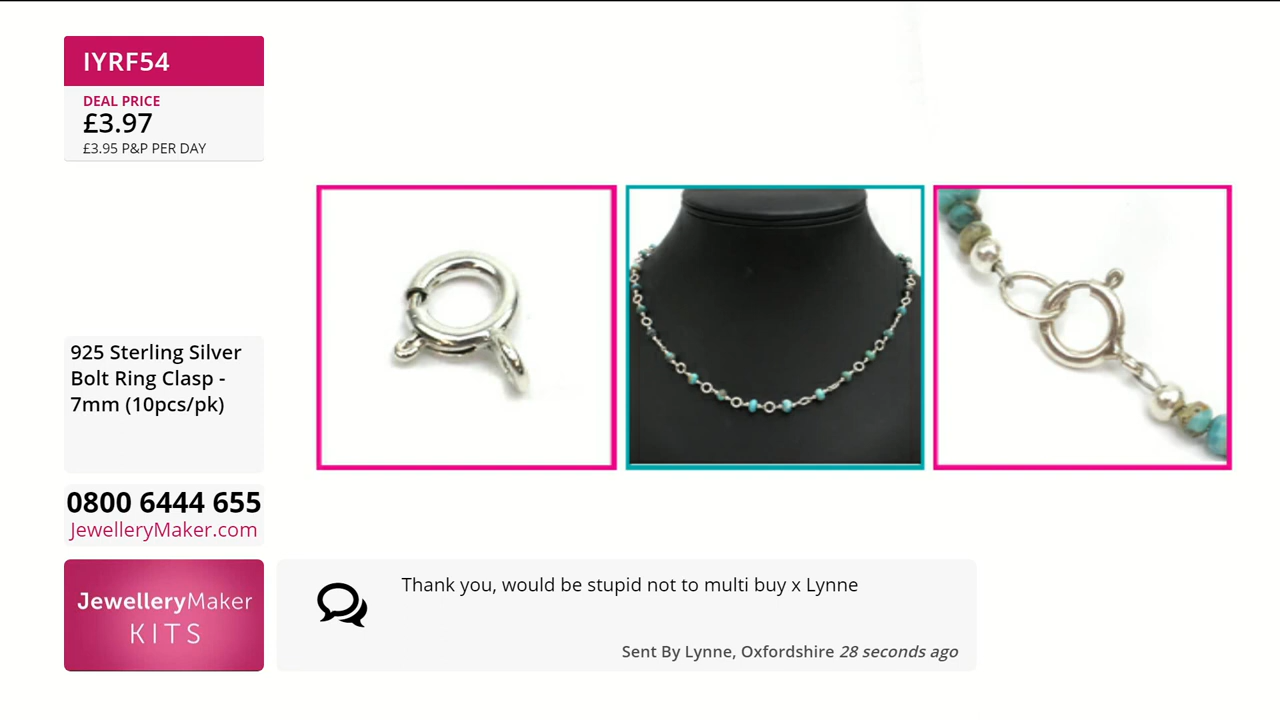 IYRF54
DEAL PRICE
£3.97
£3.95 P&P PER DAY
925 Sterling Silver
Bolt Ring Clasp -
7mm (10pcs/pk)
0800 6444 655
JewelleryMaker.com
JewelleryMaker
KITS
Thank you, would be stupid not to multi buy x Lynne
Sent By Lynne, Oxfordshire 28 seconds ago